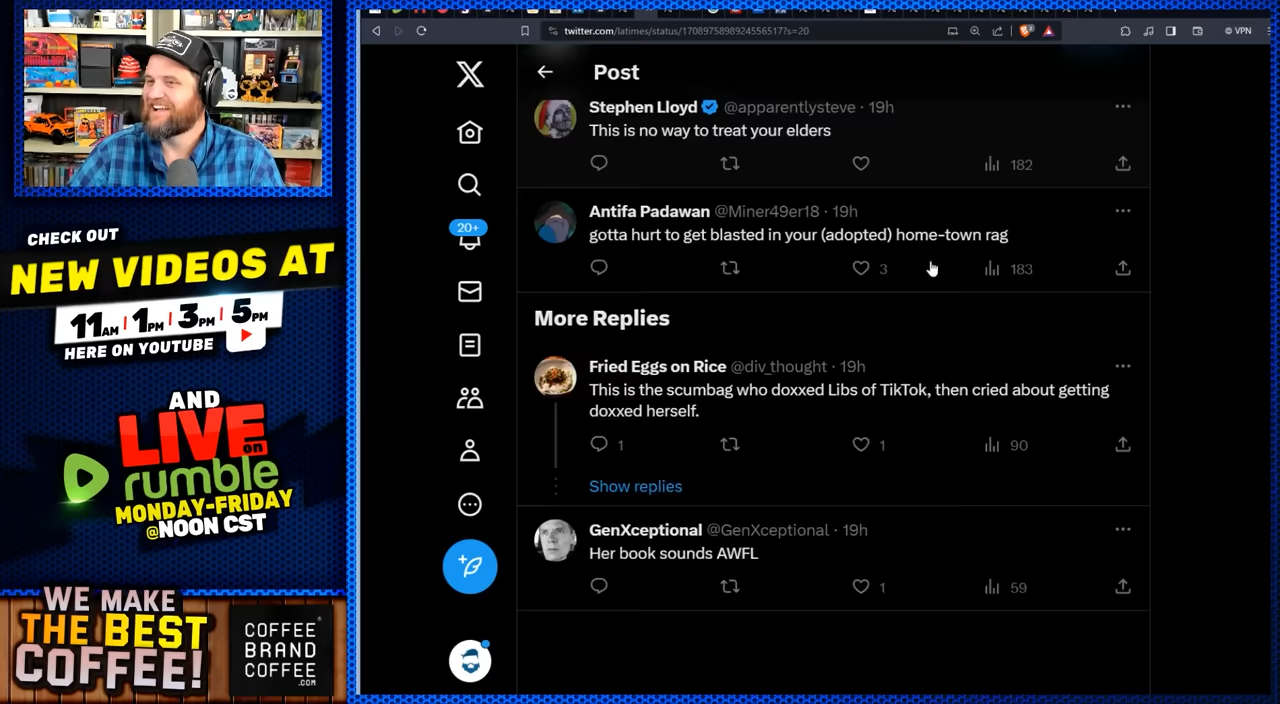 CHECK OUT
NEW VIDEOS AT
11AM | 1PM | 3PM | 5PM
HERE ON YOUTUBE
AND
LIVE on
rumble
MONDAY-FRIDAY
@NOON CST
WE MAKE
THE BEST
COFFEE!
COFFEE
BRAND
COFFEE
.COM
twitter.com/latimes/status/1708975898924556517?s=20
VPN
Post
20+
Stephen Lloyd @apparentlysteve · 19h
This is no way to treat your elders
182
Antifa Padawan @Miner49er18 · 19h
gotta hurt to get blasted in your (adopted) home-town rag
3 183
More Replies
Fried Eggs on Rice @div_thought · 19h
This is the scumbag who doxxed Libs of TikTok, then cried about getting
doxxed herself.
1 1 90
Show replies
GenXceptional @GenXceptional · 19h
Her book sounds AWFL
1 59